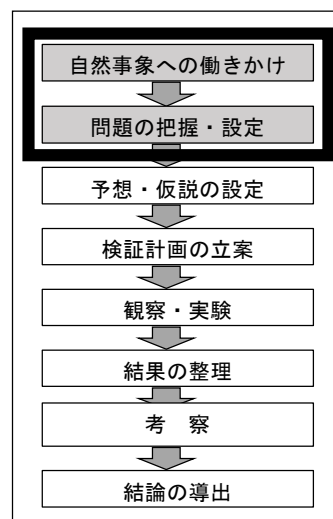 自然事象への働きかけ
問題の把握・設定
予想・仮説の設定
検証計画の立案
観察・実験
結果の整理
考　察
結論の導出